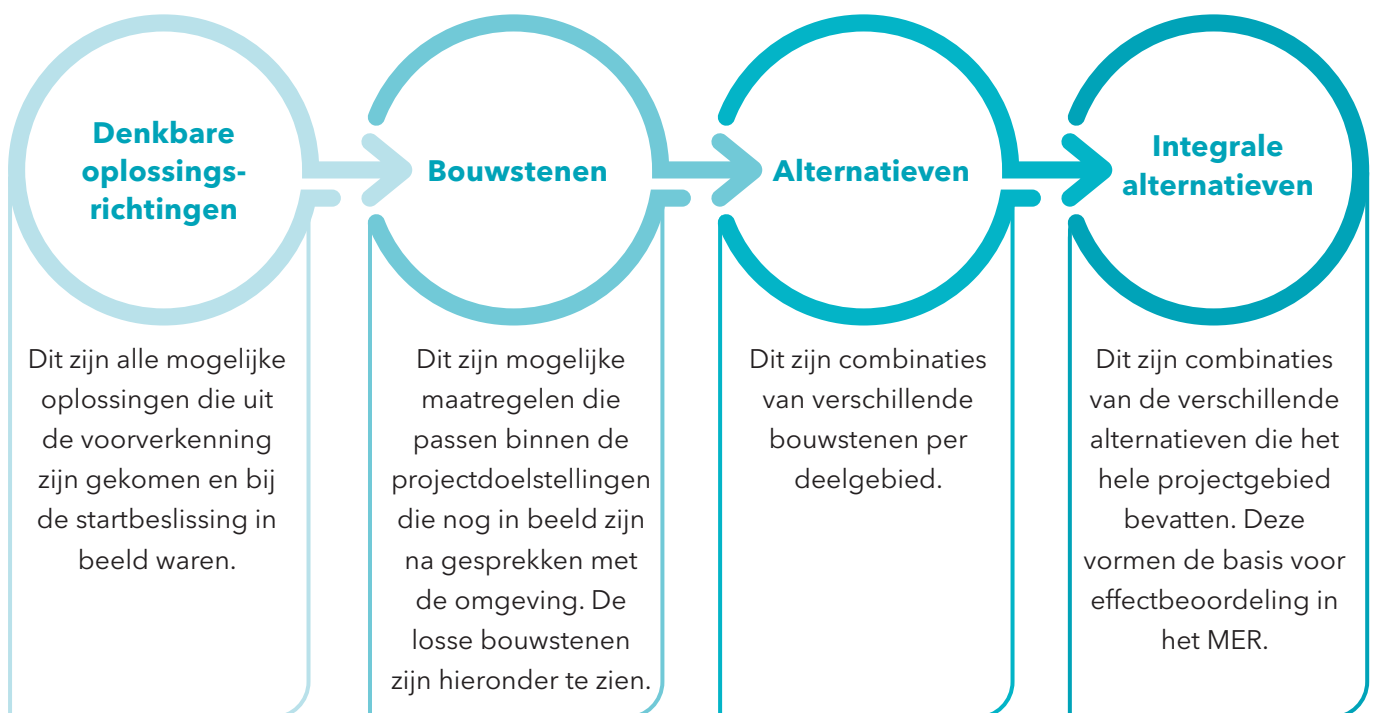 Denkbare
oplossings-
richtingen
Dit zijn alle mogelijke
oplossingen die uit
de voorverkenning
zijn gekomen en bij
de startbeslissing in
beeld waren.
Bouwstenen
Dit zijn mogelijke
maatregelen die
passen binnen de
projectdoelstellingen
die nog in beeld zijn
na gesprekken met
de omgeving. De
losse bouwstenen
zijn hieronder te zien.
Alternatieven
Dit zijn combinaties
van verschillende
bouwstenen per
deelgebied.
Integrale
alternatieven
Dit zijn combinaties
van de verschillende
alternatieven die het
hele projectgebied
bevatten. Deze
vormen de basis voor
effectbeoordeling in
het MER.